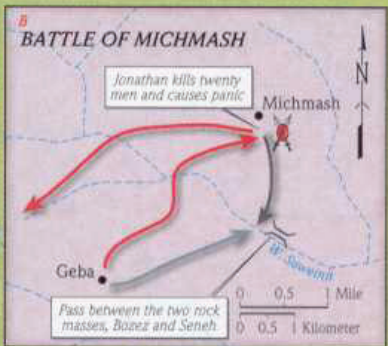 B
BATTLE OF MICHMASH
Jonathan kills twenty
men and causes panic
N
Michmash
W. Suweinit
Geba
Pass between the two rock
masses, Bozez and Seneh
0 0.5 1 Mile
0 0.5 1 Kilometer